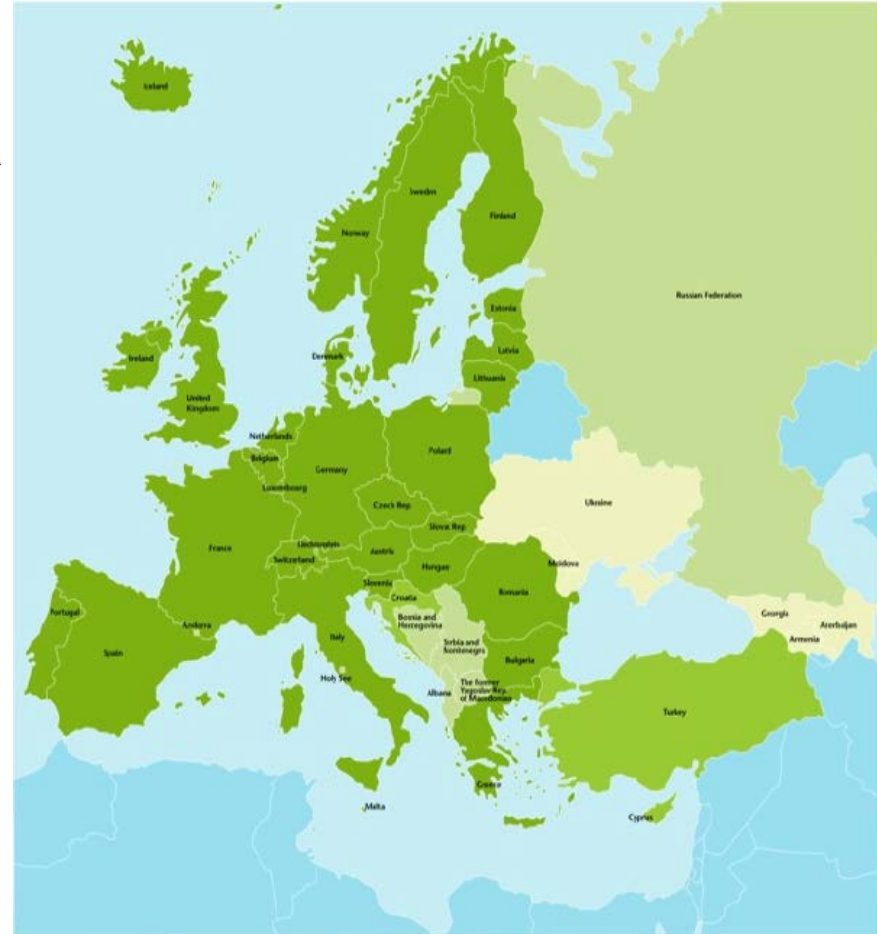 Iceland
Sweden
Finland
Norway
Russian Federation
Estonia
Latvia
Denmark
Ireland
Lithuania
United
Kingdom
Netherlands
Belgium
Poland
Germany
Luxembourg
Ukraine
Czech Rep.
Slovak Rep.
France
Liechtenstein
Austria
Switzerland
Moldova
Hungary
Slovenia
Romania
Croatia
Portugal
Bosnia and
Herzegovina
Georgia
Azerbaijan
Andorra
Italy
Armenia
Serbia and
Montenegro
Spain
Bulgaria
Holy See
The former
Yugoslav Rep.
of Macedonia
Albania
Turkey
Greece
Malta
Cyprus